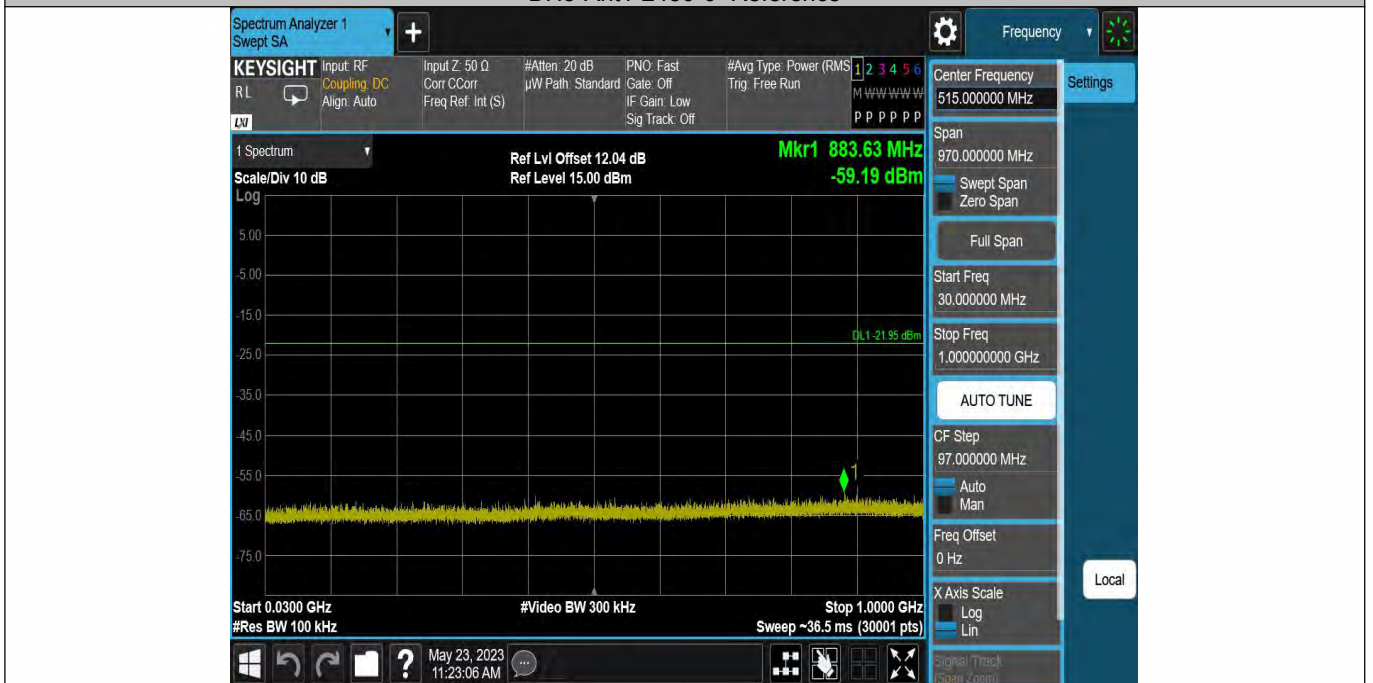 Spectrum Analyzer 1
Swept SA
+
Frequency
KEYSIGHT
RL
LXI
Input: RF
Coupling: DC
Align: Auto
Input Z: 50 Ω
Corr CCorr
Freq Ref: Int (S)
#Atten: 20 dB
µW Path: Standard
PNO: Fast
Gate: Off
IF Gain: Low
Sig Track: Off
#Avg Type: Power (RMS
Trig: Free Run
1 2 3 4 5 6
M W W W W W
P P P P P P
Center Frequency
515.000000 MHz
Settings
1 Spectrum
Scale/Div 10 dB
Ref Lvl Offset 12.04 dB
Ref Level 15.00 dBm
Mkr1 883.63 MHz
-59.19 dBm
Span
970.000000 MHz
Swept Span
Zero Span
Full Span
Start Freq
30.000000 MHz
Stop Freq
1.000000000 GHz
AUTO TUNE
CF Step
97.000000 MHz
Auto
Man
Freq Offset
0 Hz
X Axis Scale
Log
Lin
Signal Track
(Span Zoom)
Local
Log
5.00
-5.00
-15.0
DL1 -21.95 dBm
-25.0
-35.0
-45.0
-55.0
1
-65.0
-75.0
Start 0.0300 GHz
#Res BW 100 kHz
#Video BW 300 kHz
Stop 1.0000 GHz
Sweep ~36.5 ms (30001 pts)
?
May 23, 2023
11:23:06 AM